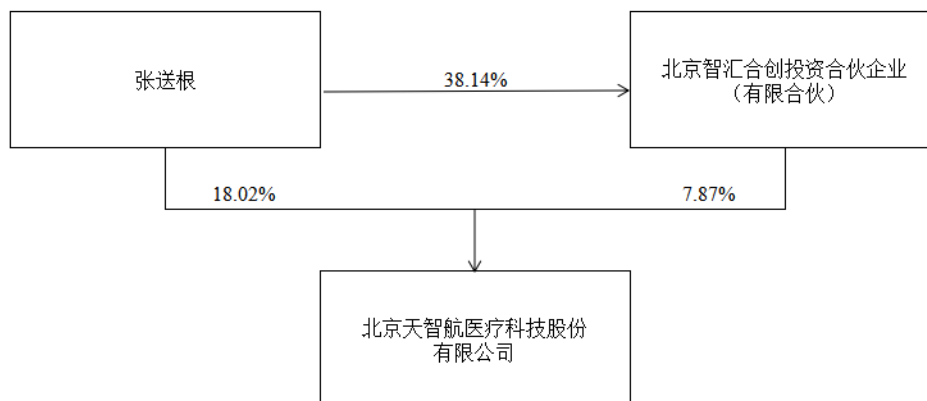 张送根
38.14%
北京智汇合创投资合伙企业
（有限合伙）
18.02%
7.87%
北京天智航医疗科技股份
有限公司